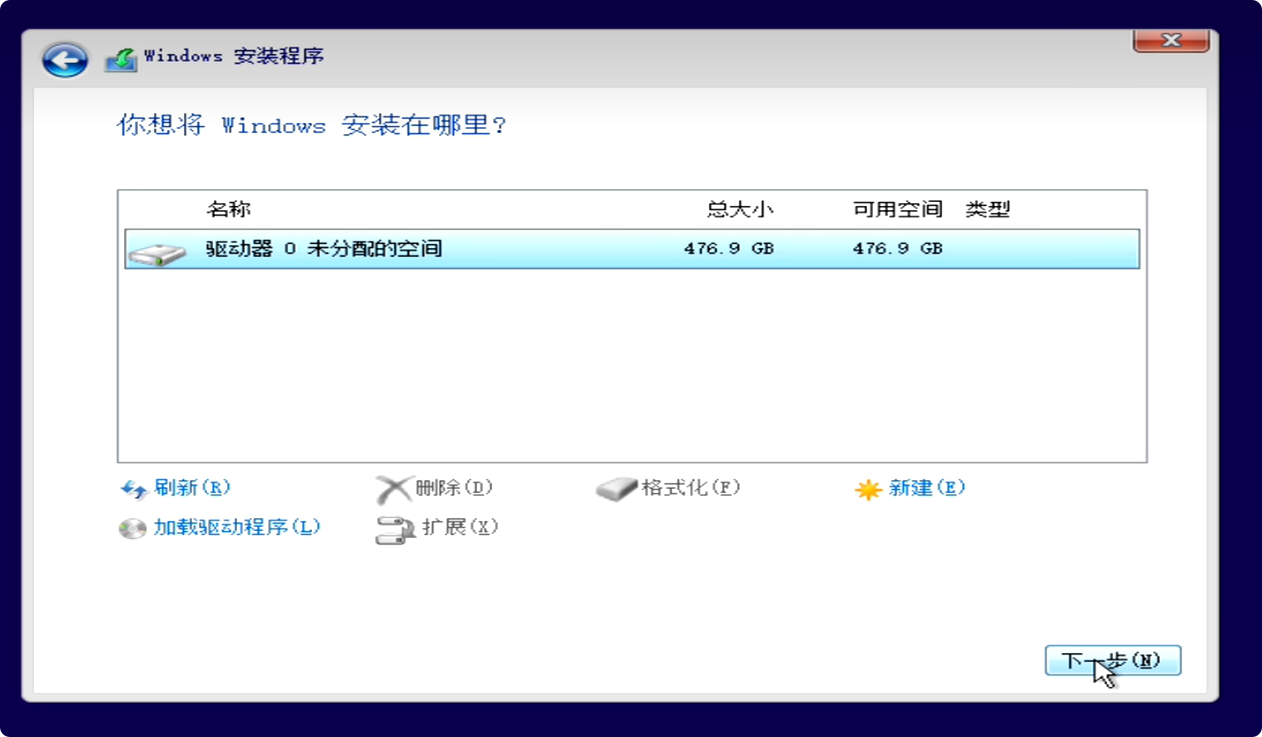 Windows 安装程序
你想将 Windows 安装在哪里?
名称 总大小 可用空间 类型
驱动器 0 未分配的空间 476.9 GB 476.9 GB
刷新(R) 删除(D) 格式化(F) 新建(E)
加载驱动程序(L) 扩展(X)
下一步(N)